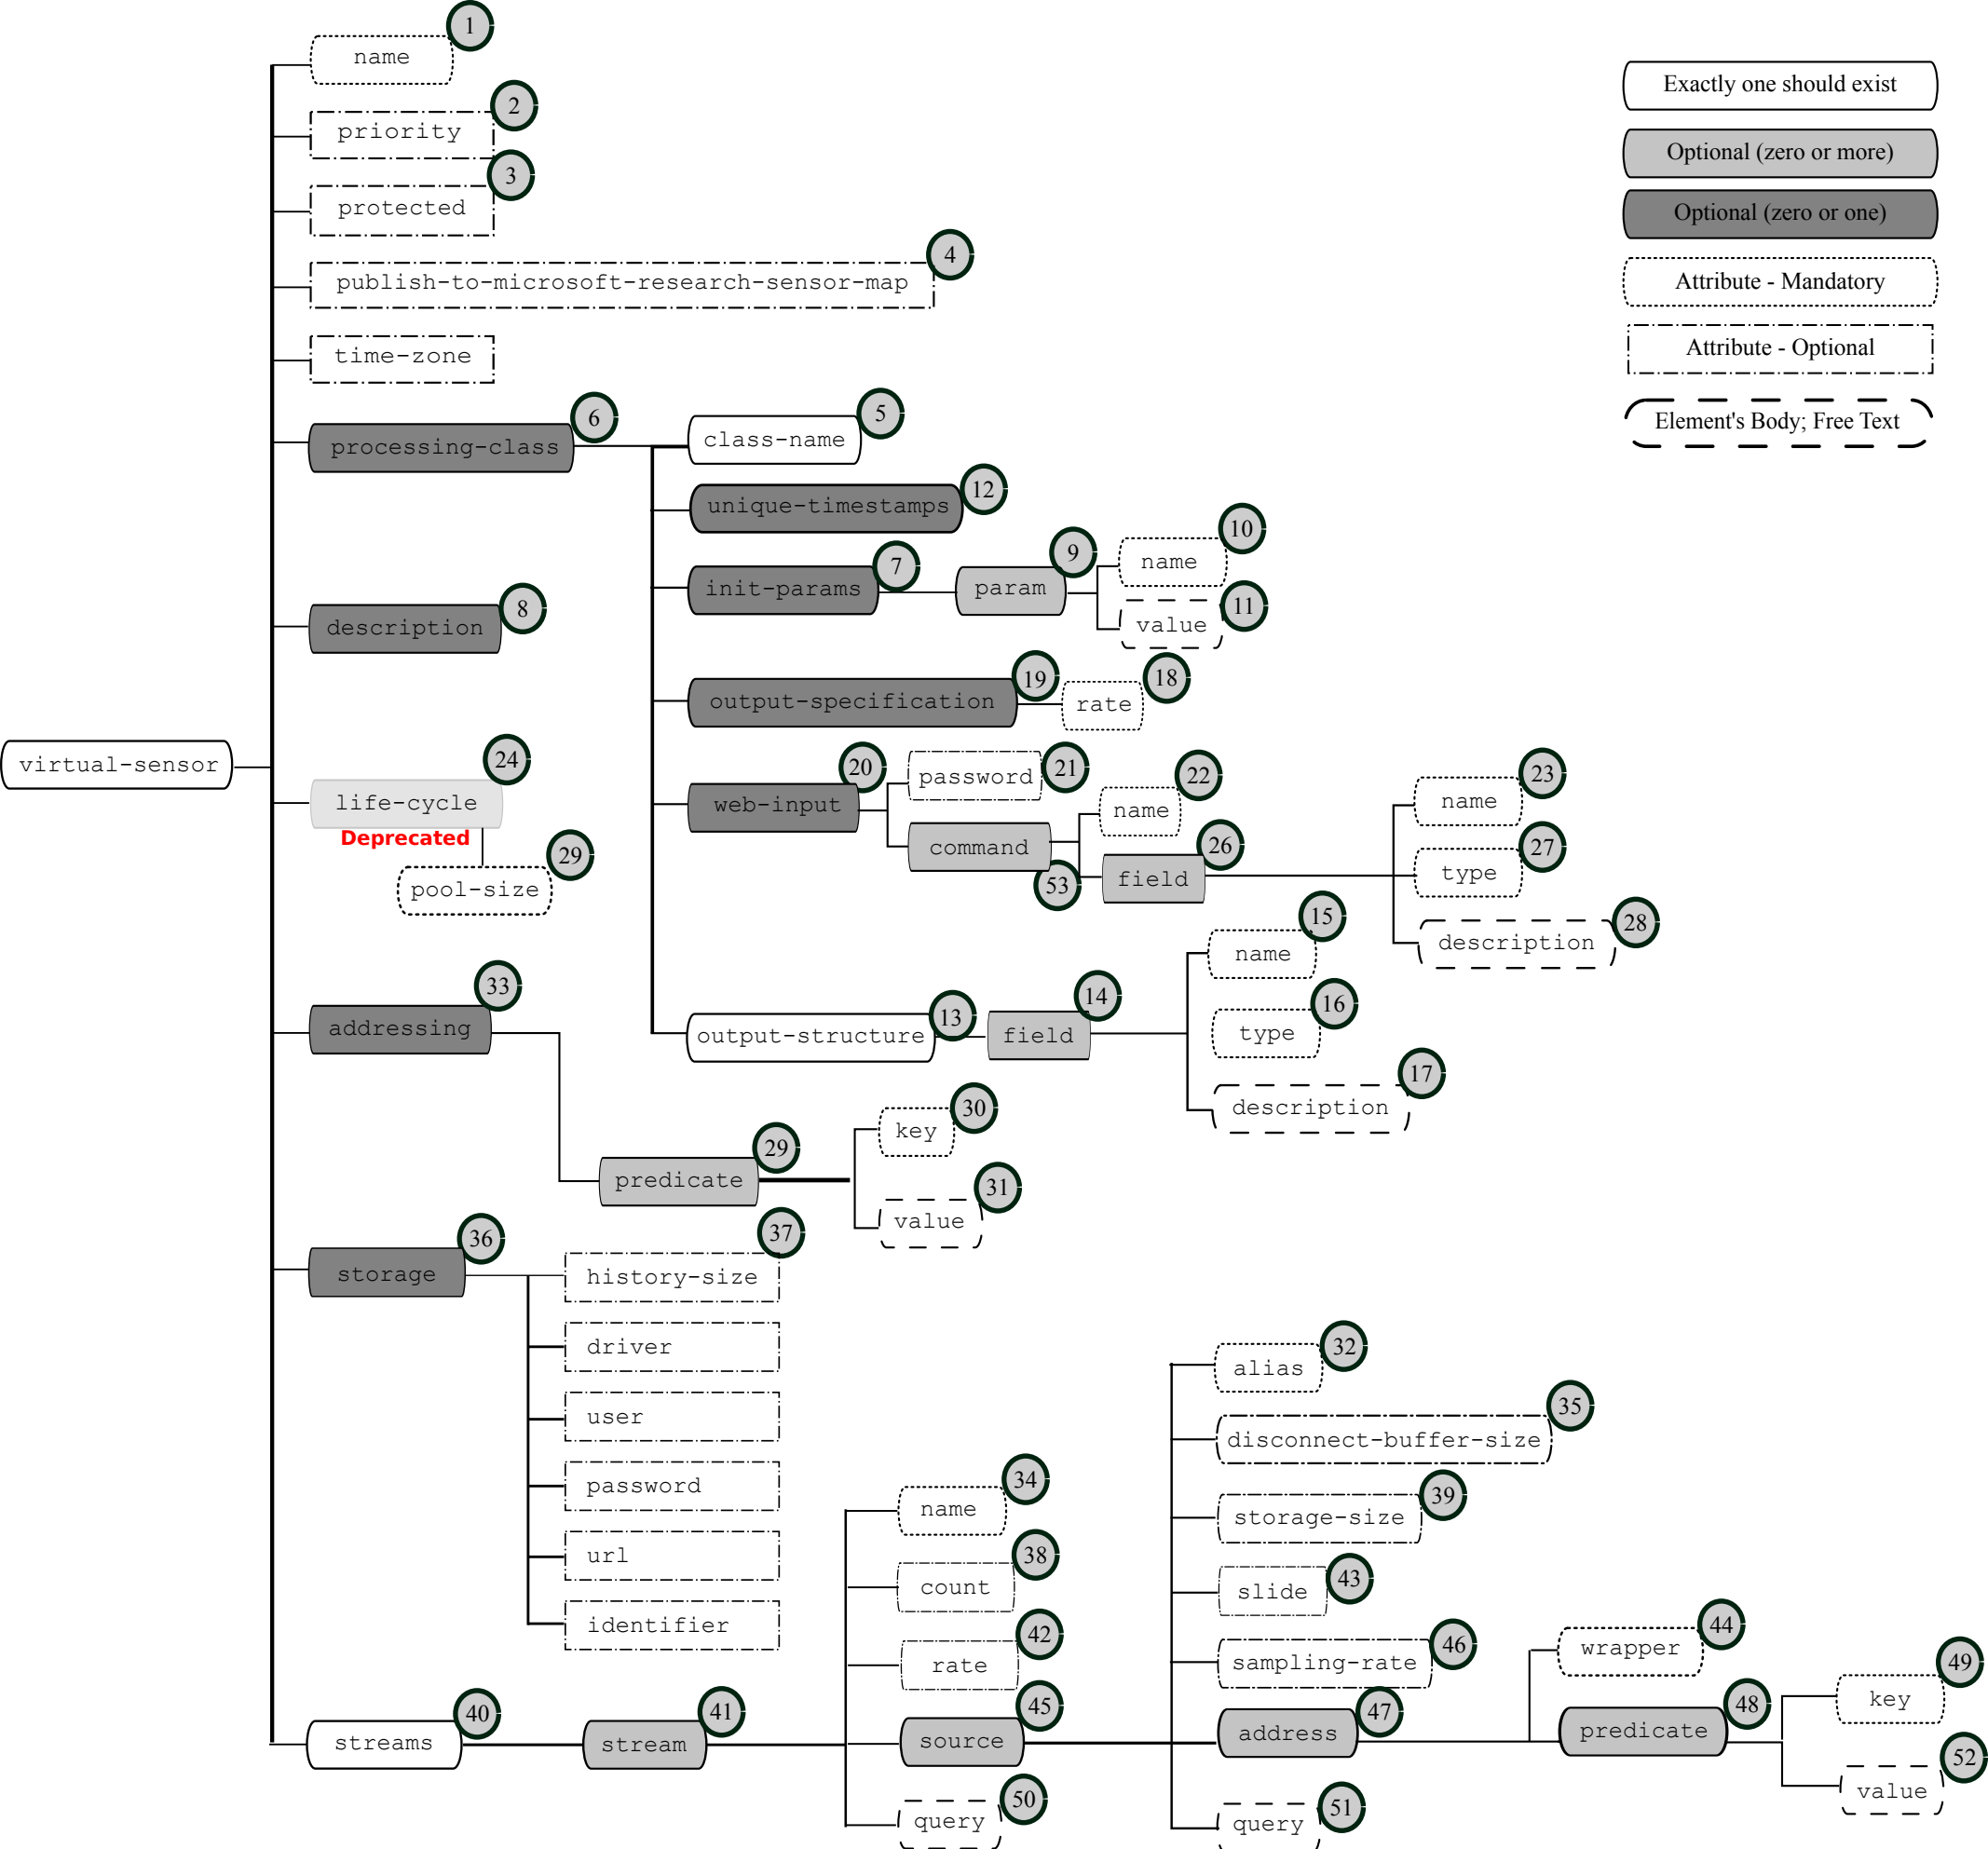 1
name
2
priority
3
protected
4
publish-to-microsoft-research-sensor-map
time-zone
6
processing-class
5
class-name
12
unique-timestamps
7
init-params
9
param
10
name
11
value
8
description
19
output-specification
18
rate
20
web-input
21
password
22
name
command
53
26
field
23
name
27
type
28
description
virtual-sensor
24
life-cycle
Deprecated
29
pool-size
13
output-structure
14
field
15
name
16
type
17
description
33
addressing
29
predicate
30
key
31
value
36
storage
37
history-size
driver
user
password
url
identifier
40
streams
41
stream
34
name
38
count
42
rate
45
source
50
query
32
alias
35
disconnect-buffer-size
39
storage-size
43
slide
46
sampling-rate
47
address
51
query
44
wrapper
48
predicate
49
key
52
value
Exactly one should exist
Optional (zero or more)
Optional (zero or one)
Attribute - Mandatory
Attribute - Optional
Element's Body; Free Text